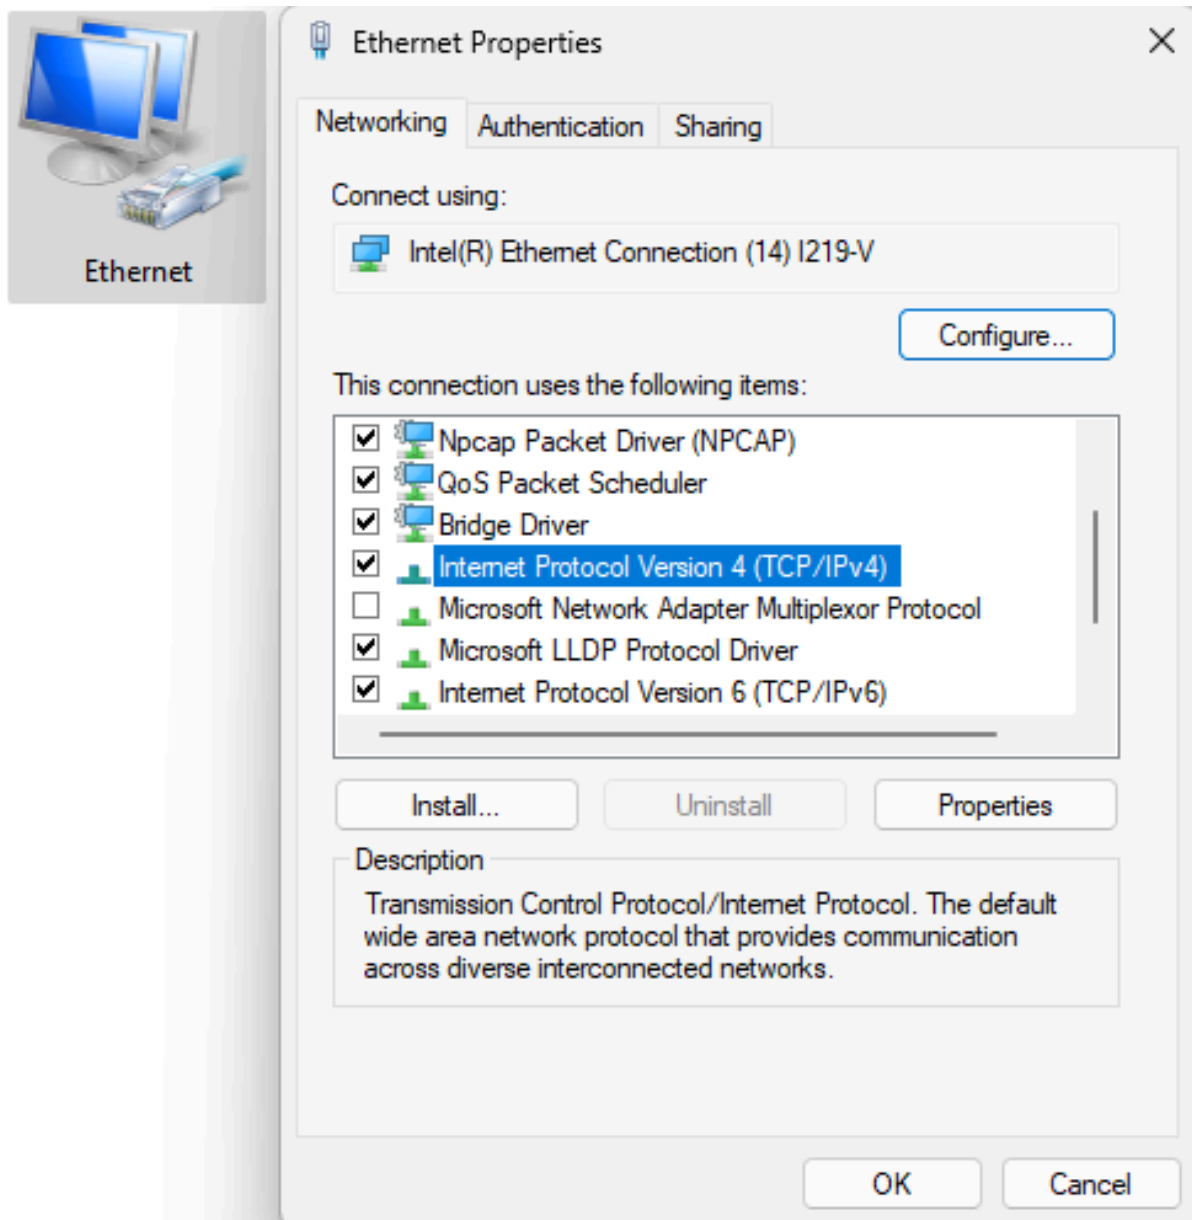 Ethernet
Ethernet Properties
Networking
Authentication
Sharing
Connect using:
Intel(R) Ethernet Connection (14) I219-V
Configure...
This connection uses the following items:
Npcap Packet Driver (NPCAP)
QoS Packet Scheduler
Bridge Driver
Internet Protocol Version 4 (TCP/IPv4)
Microsoft Network Adapter Multiplexor Protocol
Microsoft LLDP Protocol Driver
Internet Protocol Version 6 (TCP/IPv6)
Install...
Uninstall
Properties
Description
Transmission Control Protocol/Internet Protocol. The default
wide area network protocol that provides communication
across diverse interconnected networks.
OK
Cancel